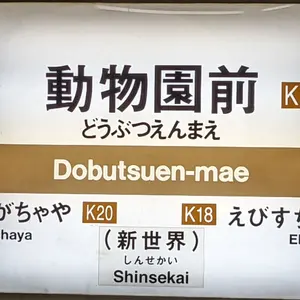 動物園前 K
どうぶつえんまえ
Dobutsuen-mae
がちゃや K20 K18 えびす
haya
(新世界)
しんせかい
Shinsekai